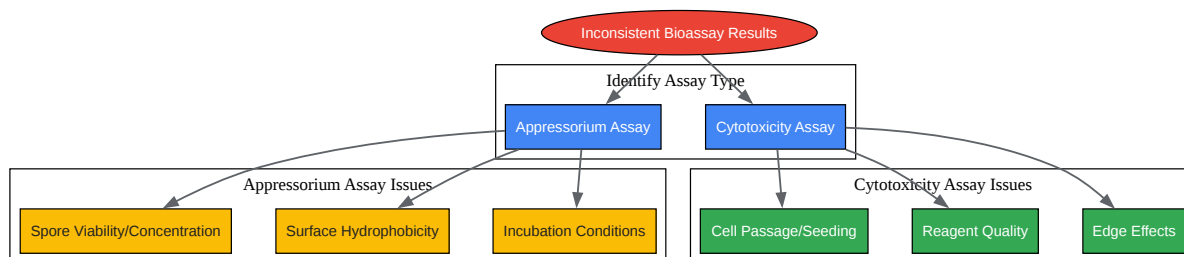 Inconsistent Bioassay Results
Identify Assay Type
Appressorium Assay
Cytotoxicity Assay
Appressorium Assay Issues
Cytotoxicity Assay Issues
Spore Viability/Concentration
Surface Hydrophobicity
Incubation Conditions
Cell Passage/Seeding
Reagent Quality
Edge Effects